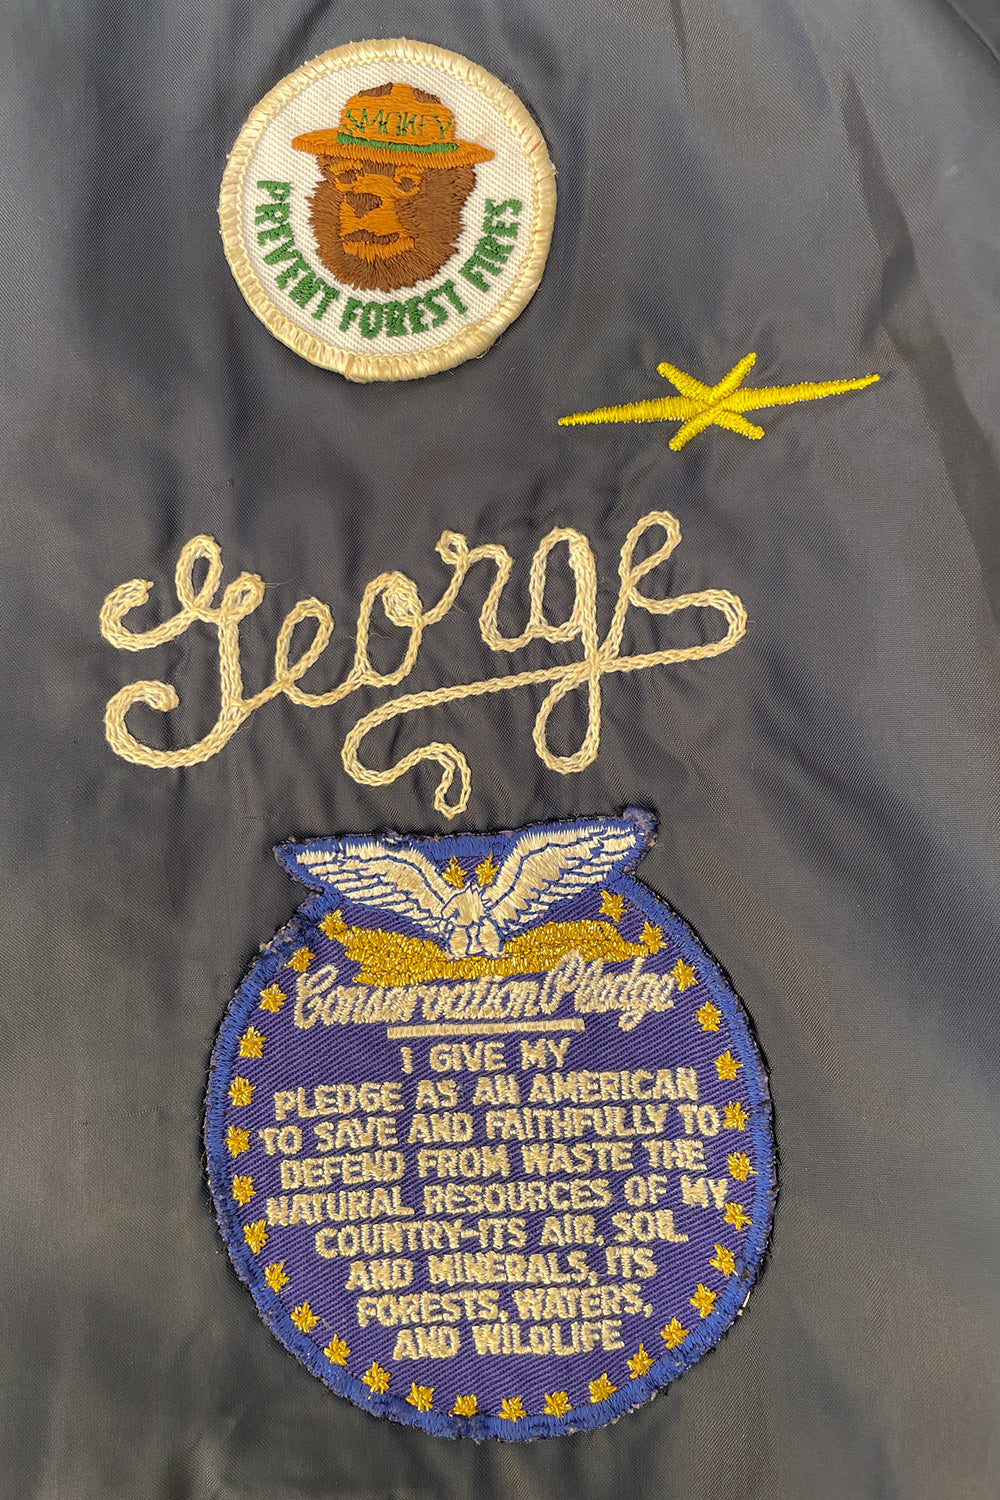 SMOKEY
PREVENT FOREST FIRES
George
Conservation Pledge
I GIVE MY
PLEDGE AS AN AMERICAN
TO SAVE AND FAITHFULLY TO
DEFEND FROM WASTE THE
NATURAL RESOURCES OF MY
COUNTRY-ITS AIR, SOIL
AND MINERALS, ITS
FORESTS, WATERS,
AND WILDLIFE